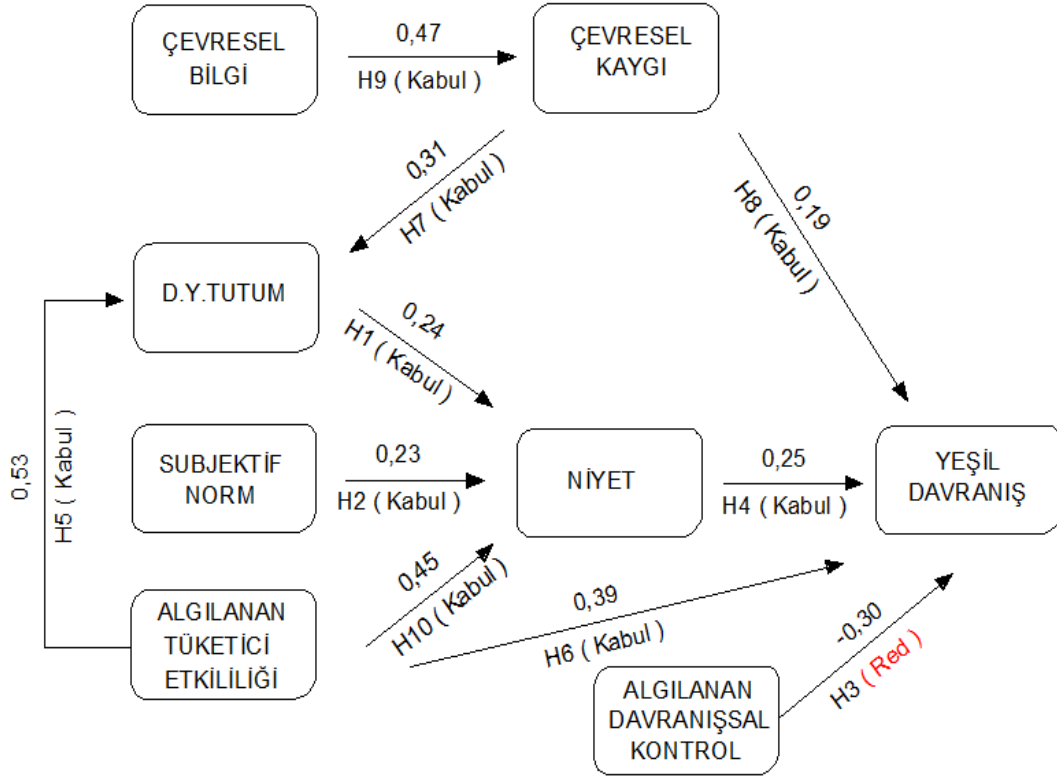 ÇEVRESEL
BİLGİ
0,47
H9 ( Kabul )
ÇEVRESEL
KAYGI
0,31
H7 ( Kabul )
0,19
H8 ( Kabul )
D.Y.TUTUM
0,24
H1 ( Kabul )
0,53
H5 ( Kabul )
SUBJEKTİF
NORM
0,23
H2 ( Kabul )
NİYET
0,25
H4 ( Kabul )
YEŞİL
DAVRANIŞ
ALGILANAN
TÜKETİCİ
ETKİLİLİĞİ
0,45
H10 ( Kabul )
0,39
H6 ( Kabul )
-0,30
H3 ( Red )
ALGILANAN
DAVRANIŞSAL
KONTROL